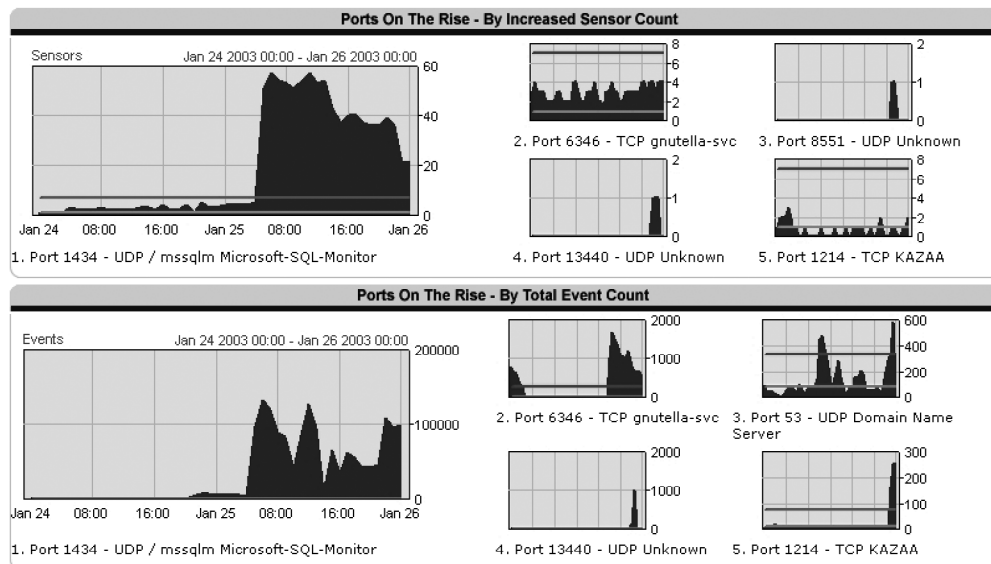 Ports On The Rise - By Increased Sensor Count
Sensors
Jan 24 2003 00:00 - Jan 26 2003 00:00
60
40
20
0
Jan 24 08:00 16:00 Jan 25 08:00 16:00 Jan 26
1. Port 1434 - UDP / mssqlm Microsoft-SQL-Monitor
8
6
4
2
0
2. Port 6346 - TCP gnutella-svc
2
1
0
3. Port 8551 - UDP Unknown
2
1
0
4. Port 13440 - UDP Unknown
8
6
4
2
0
5. Port 1214 - TCP KAZAA
Ports On The Rise - By Total Event Count
Events
Jan 24 2003 00:00 - Jan 26 2003 00:00
200000
100000
0
Jan 24 08:00 16:00 Jan 25 08:00 16:00 Jan 26
1. Port 1434 - UDP / mssqlm Microsoft-SQL-Monitor
2000
1000
0
2. Port 6346 - TCP gnutella-svc
600
400
200
0
3. Port 53 - UDP Domain Name
Server
2000
1000
0
4. Port 13440 - UDP Unknown
300
200
100
0
5. Port 1214 - TCP KAZAA